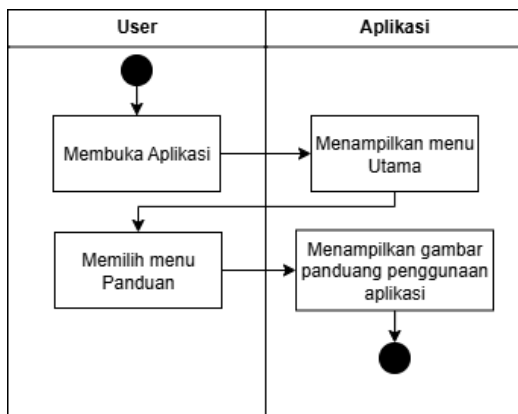 User
Aplikasi
Membuka Aplikasi
Menampilkan menu
Utama
Memilih menu
Panduan
Menampilkan gambar
panduang penggunaan
aplikasi